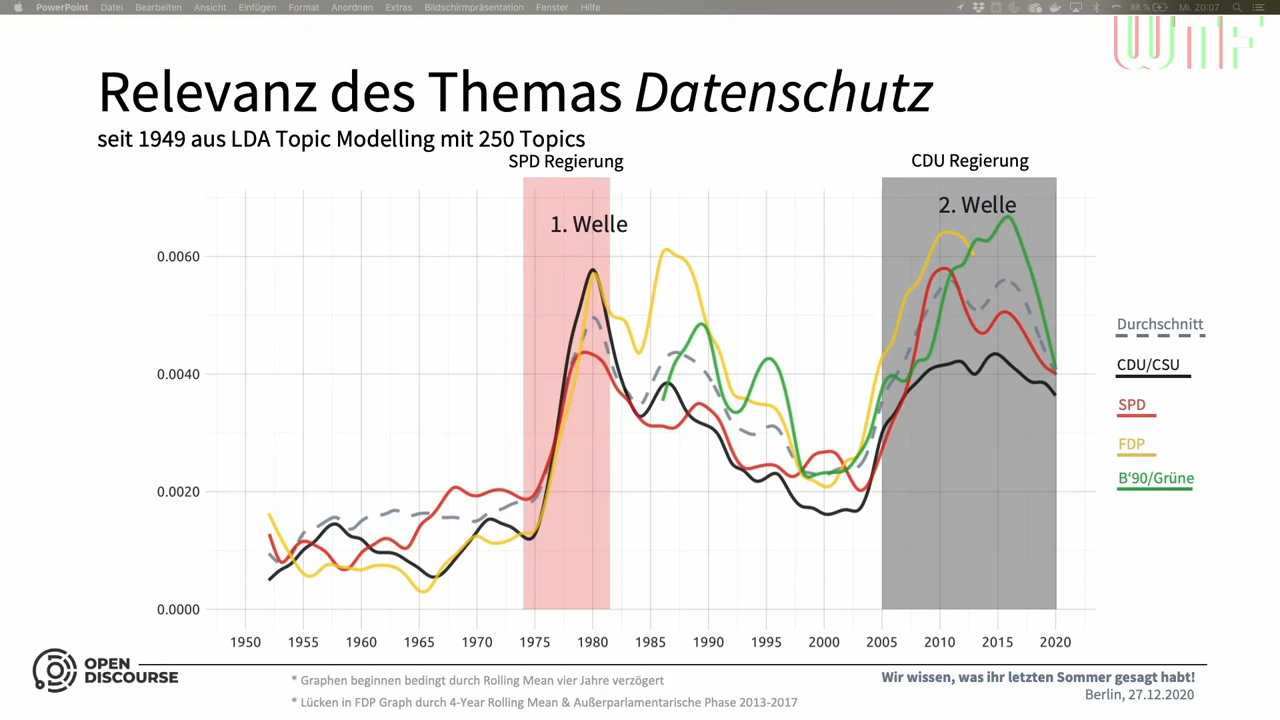 PowerPoint Datei Bearbeiten Ansicht Einfügen Format Anordnen Extras Bildschirmpräsentation Fenster Hilfe 88 % Mi. 20:07
WTF
Relevanz des Themas Datenschutz
seit 1949 aus LDA Topic Modelling mit 250 Topics
SPD Regierung
CDU Regierung
1. Welle
2. Welle
0.0060
0.0040
0.0020
0.0000
1950 1955 1960 1965 1970 1975 1980 1985 1990 1995 2000 2005 2010 2015 2020
Durchschnitt
CDU/CSU
SPD
FDP
B‘90/Grüne
OPEN
DISCOURSE
* Graphen beginnen bedingt durch Rolling Mean vier Jahre verzögert
* Lücken in FDP Graph durch 4-Year Rolling Mean & Außerparlamentarische Phase 2013-2017
Wir wissen, was ihr letzten Sommer gesagt habt!
Berlin, 27.12.2020